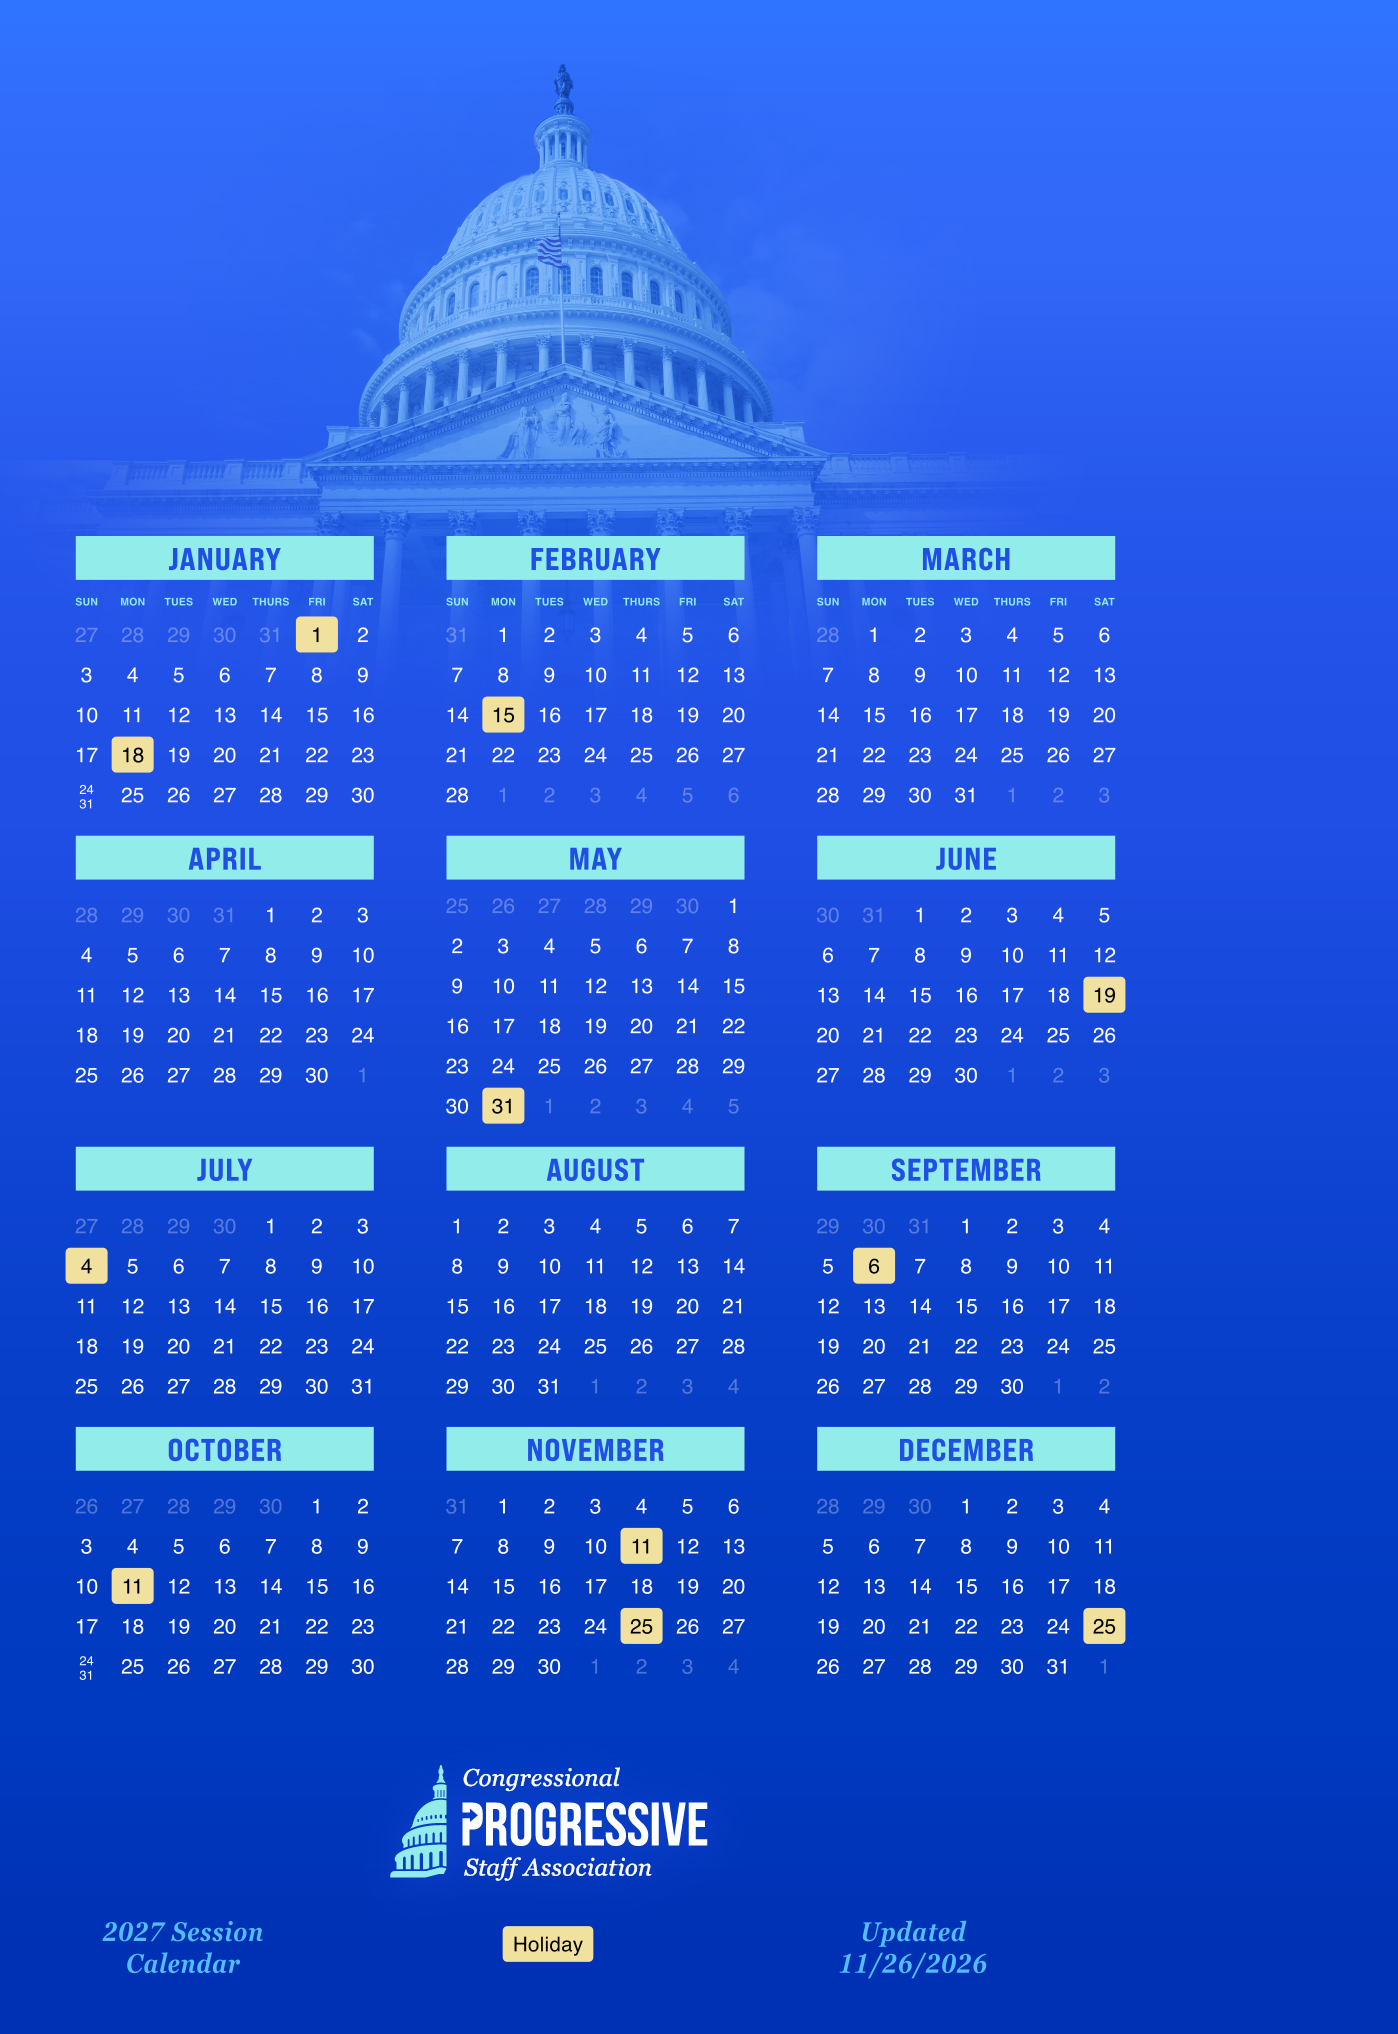 JANUARY
SUN MON TUES WED THURS FRI SAT
27 28 29 30 31 1 2
3 4 5 6 7 8 9
10 11 12 13 14 15 16
17 18 19 20 21 22 23
24
31 25 26 27 28 29 30
FEBRUARY
SUN MON TUES WED THURS FRI SAT
31 1 2 3 4 5 6
7 8 9 10 11 12 13
14 15 16 17 18 19 20
21 22 23 24 25 26 27
28 1 2 3 4 5 6
MARCH
SUN MON TUES WED THURS FRI SAT
28 1 2 3 4 5 6
7 8 9 10 11 12 13
14 15 16 17 18 19 20
21 22 23 24 25 26 27
28 29 30 31 1 2 3
APRIL
28 29 30 31 1 2 3
4 5 6 7 8 9 10
11 12 13 14 15 16 17
18 19 20 21 22 23 24
25 26 27 28 29 30 1
MAY
25 26 27 28 29 30 1
2 3 4 5 6 7 8
9 10 11 12 13 14 15
16 17 18 19 20 21 22
23 24 25 26 27 28 29
30 31 1 2 3 4 5
JUNE
30 31 1 2 3 4 5
6 7 8 9 10 11 12
13 14 15 16 17 18 19
20 21 22 23 24 25 26
27 28 29 30 1 2 3
JULY
27 28 29 30 1 2 3
4 5 6 7 8 9 10
11 12 13 14 15 16 17
18 19 20 21 22 23 24
25 26 27 28 29 30 31
AUGUST
1 2 3 4 5 6 7
8 9 10 11 12 13 14
15 16 17 18 19 20 21
22 23 24 25 26 27 28
29 30 31 1 2 3 4
SEPTEMBER
29 30 31 1 2 3 4
5 6 7 8 9 10 11
12 13 14 15 16 17 18
19 20 21 22 23 24 25
26 27 28 29 30 1 2
OCTOBER
26 27 28 29 30 1 2
3 4 5 6 7 8 9
10 11 12 13 14 15 16
17 18 19 20 21 22 23
24
31 25 26 27 28 29 30
NOVEMBER
31 1 2 3 4 5 6
7 8 9 10 11 12 13
14 15 16 17 18 19 20
21 22 23 24 25 26 27
28 29 30 1 2 3 4
DECEMBER
28 29 30 1 2 3 4
5 6 7 8 9 10 11
12 13 14 15 16 17 18
19 20 21 22 23 24 25
26 27 28 29 30 31 1
Congressional
PROGRESSIVE
Staff Association
2027 Session
Calendar
Holiday
Updated
11/26/2026